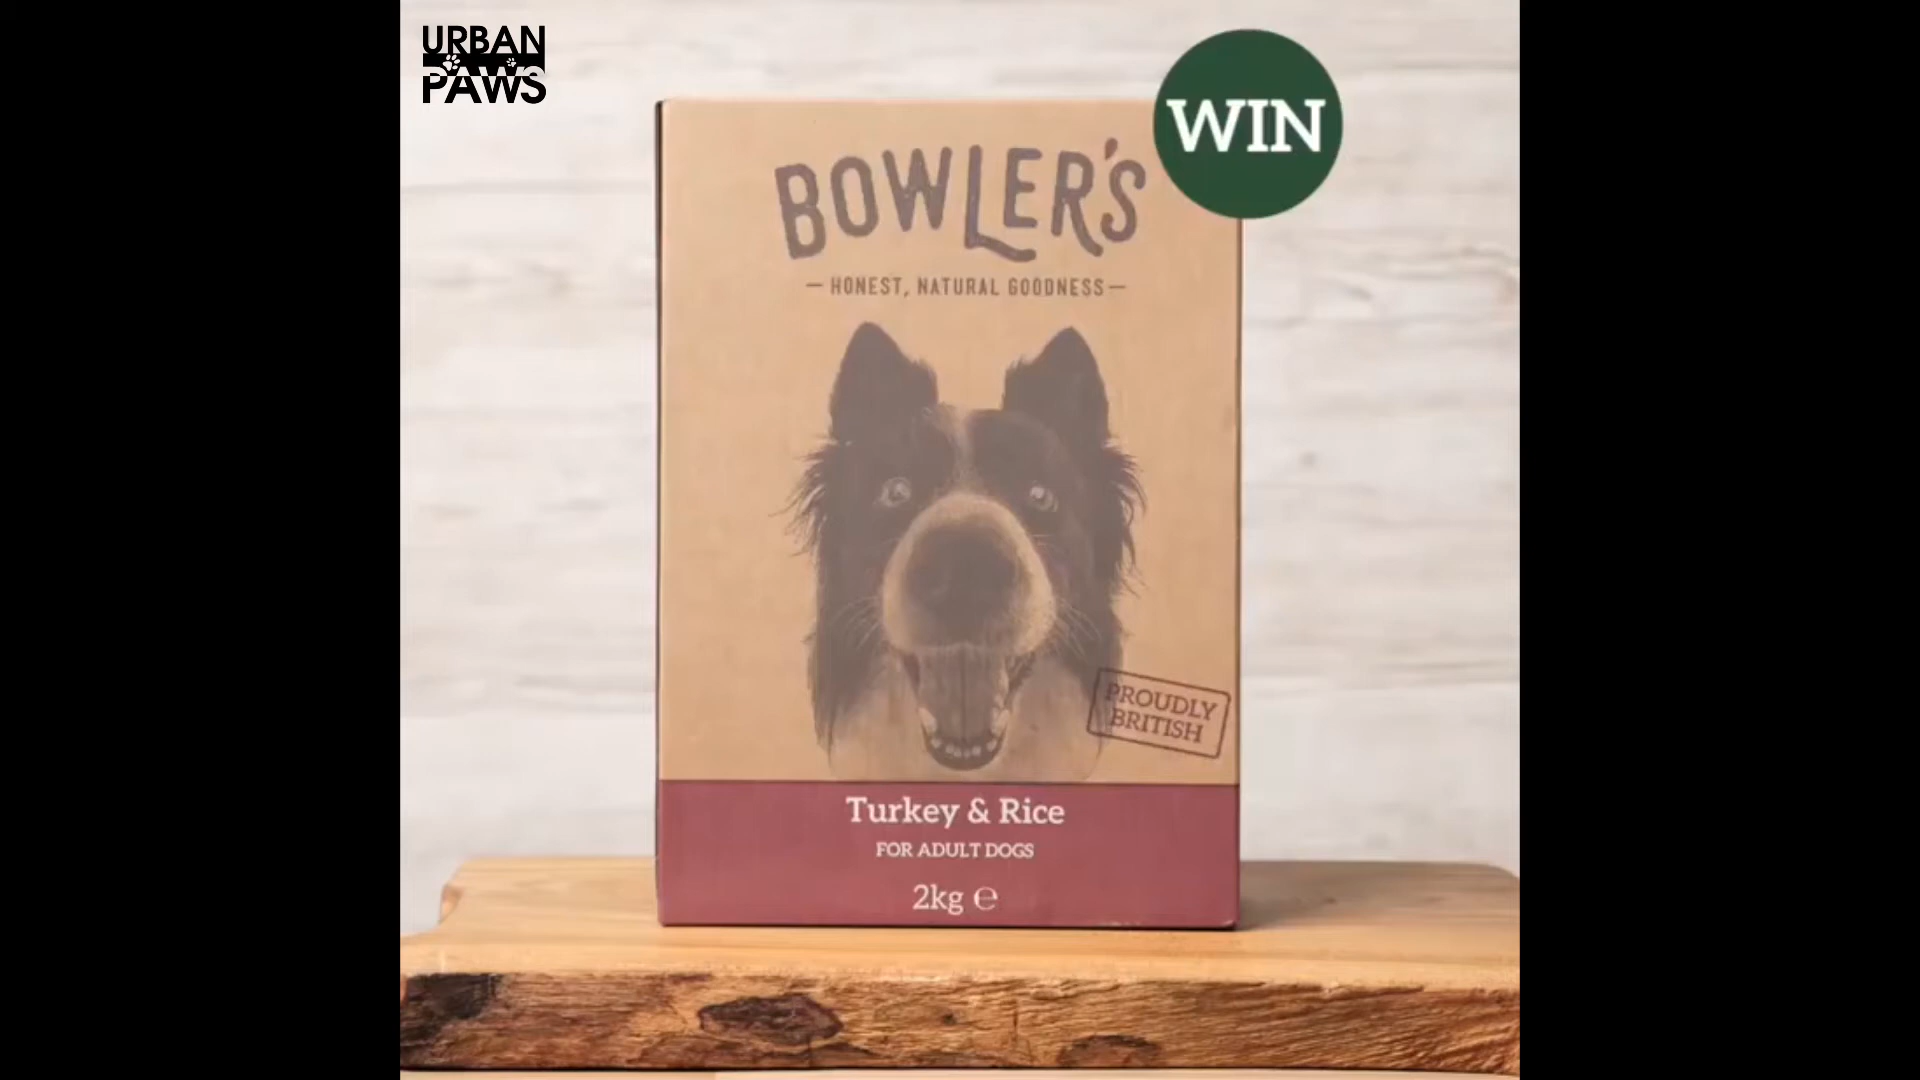 URBAN
PAWS
WIN
BOWLER'S
— HONEST, NATURAL GOODNESS —
PROUDLY
BRITISH
Turkey & Rice
FOR ADULT DOGS
2kg ℮